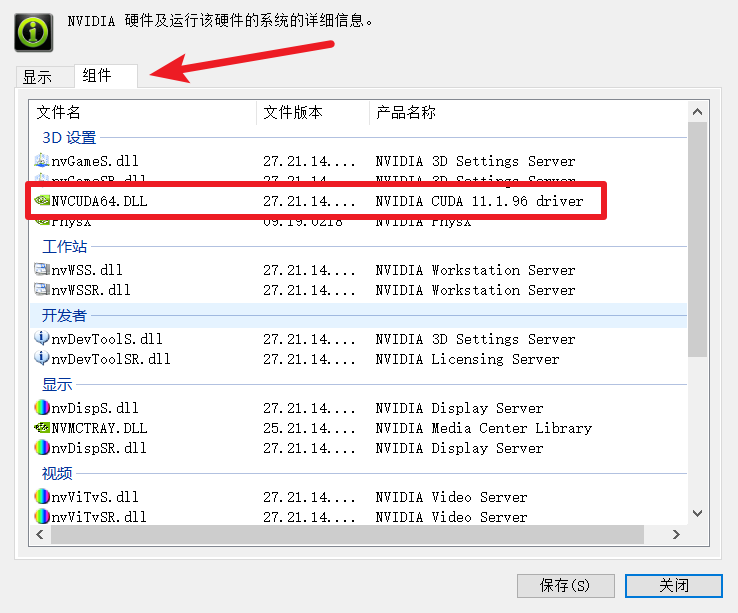 NVIDIA 硬件及运行该硬件的系统的详细信息。
显示 组件
文件名 文件版本 产品名称
3D 设置
nvGameS.dll 27.21.14.... NVIDIA 3D Settings Server
nvGameSR.dll 27.21.14.... NVIDIA 3D Settings Server
NVCUDA64.DLL 27.21.14.... NVIDIA CUDA 11.1.96 driver
PhysX 09.19.0218 NVIDIA PhysX
工作站
nvWSS.dll 27.21.14.... NVIDIA Workstation Server
nvWSSR.dll 27.21.14.... NVIDIA Workstation Server
开发者
nvDevToolS.dll 27.21.14.... NVIDIA 3D Settings Server
nvDevToolSR.dll 27.21.14.... NVIDIA Licensing Server
显示
nvDispS.dll 27.21.14.... NVIDIA Display Server
NVMCTRAY.DLL 25.21.14.... NVIDIA Media Center Library
nvDispSR.dll 27.21.14.... NVIDIA Display Server
视频
nvViTvS.dll 27.21.14.... NVIDIA Video Server
nvViTvSR.dll 27.21.14.... NVIDIA Video Server
保存(S) 关闭